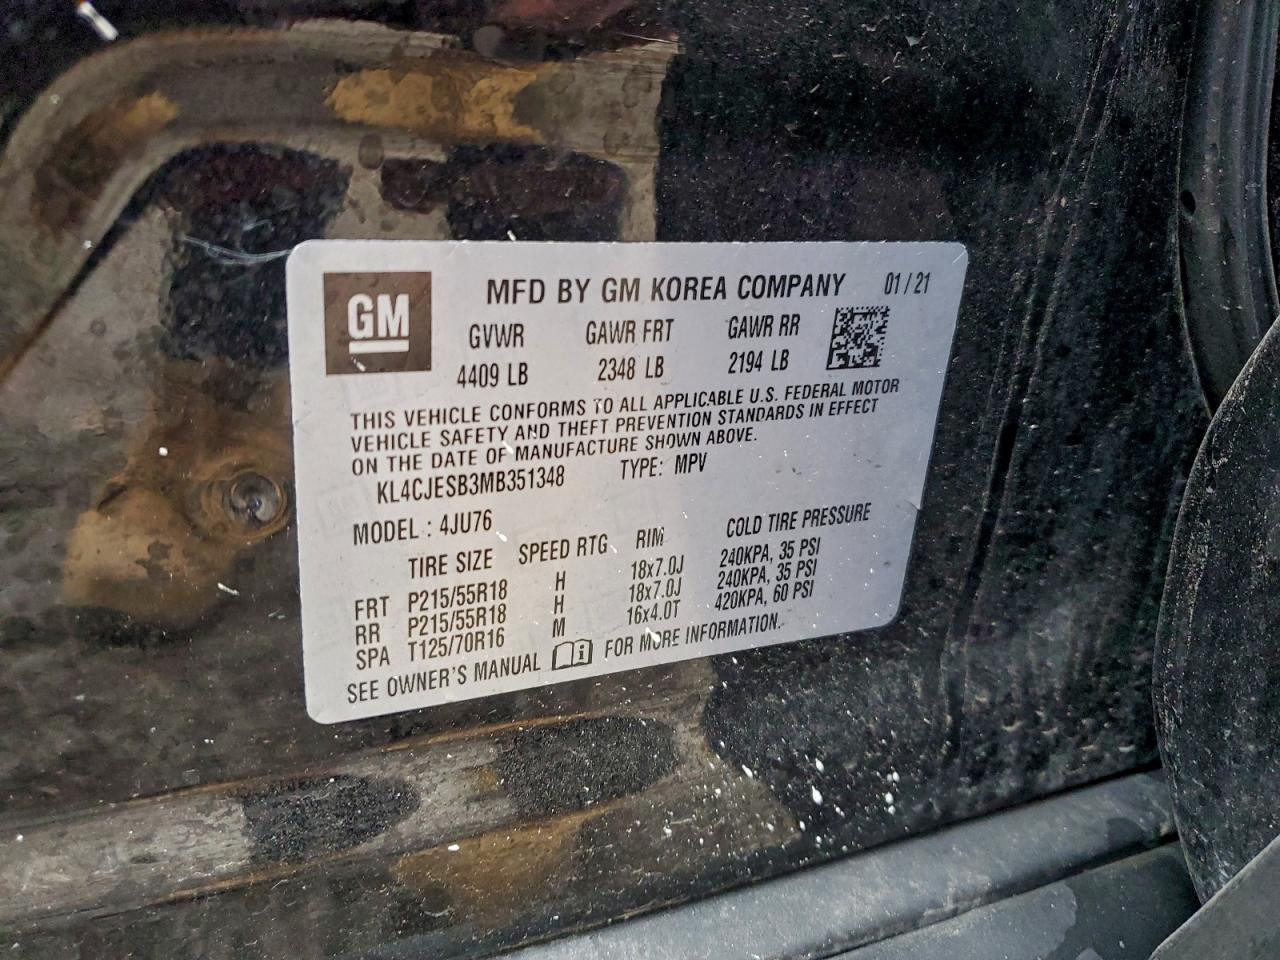 GM
MFD BY GM KOREA COMPANY 01/21
GVWR GAWR FRT GAWR RR
4409 LB 2348 LB 2194 LB
THIS VEHICLE CONFORMS TO ALL APPLICABLE U.S. FEDERAL MOTOR
VEHICLE SAFETY AND THEFT PREVENTION STANDARDS IN EFFECT
ON THE DATE OF MANUFACTURE SHOWN ABOVE.
KL4CJESB3MB351348 TYPE: MPV
MODEL : 4JU76
TIRE SIZE SPEED RTG RIM COLD TIRE PRESSURE
FRT P215/55R18 H 18x7.0J 240KPA, 35 PSI
RR P215/55R18 H 18x7.0J 240KPA, 35 PSI
SPA T125/70R16 M 16x4.0T 420KPA, 60 PSI
SEE OWNER'S MANUAL FOR MORE INFORMATION.